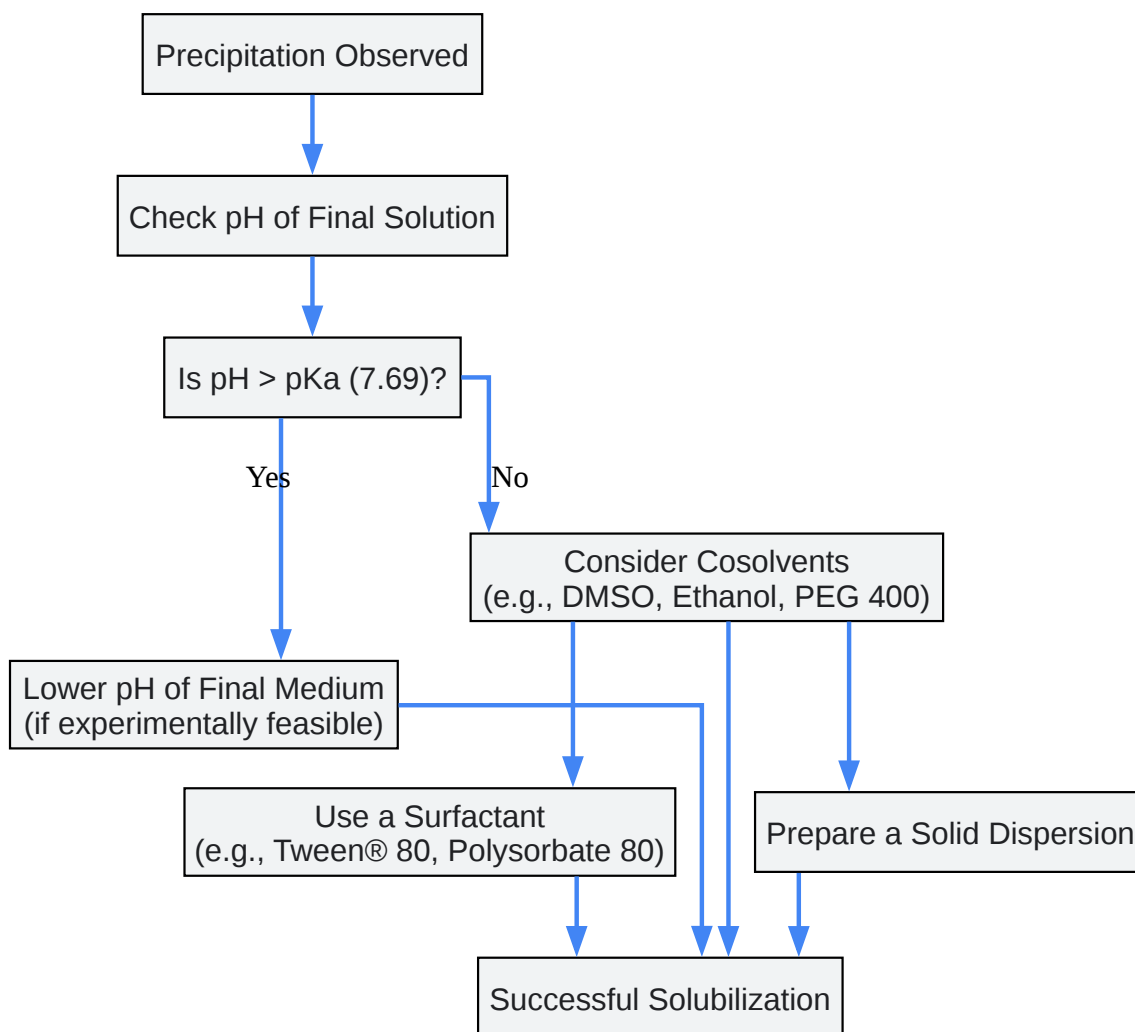 Precipitation Observed
Check pH of Final Solution
Is pH > pKa (7.69)?
Yes
No
Consider Cosolvents
(e.g., DMSO, Ethanol, PEG 400)
Lower pH of Final Medium
(if experimentally feasible)
Use a Surfactant
(e.g., Tween® 80, Polysorbate 80)
Prepare a Solid Dispersion
Successful Solubilization